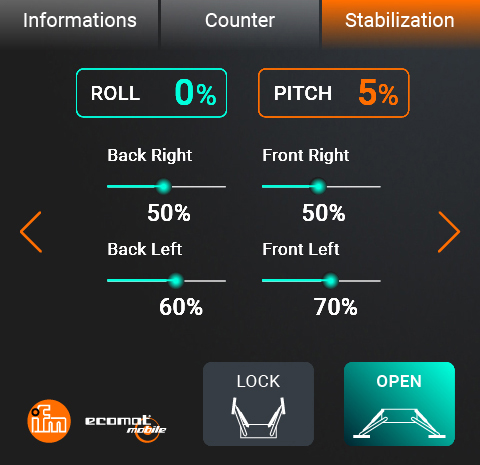 Informations Counter Stabilization
ROLL 0% PITCH 5%
Back Right Front Right
50% 50%
Back Left Front Left
60% 70%
LOCK OPEN
ifm ecomat mobile